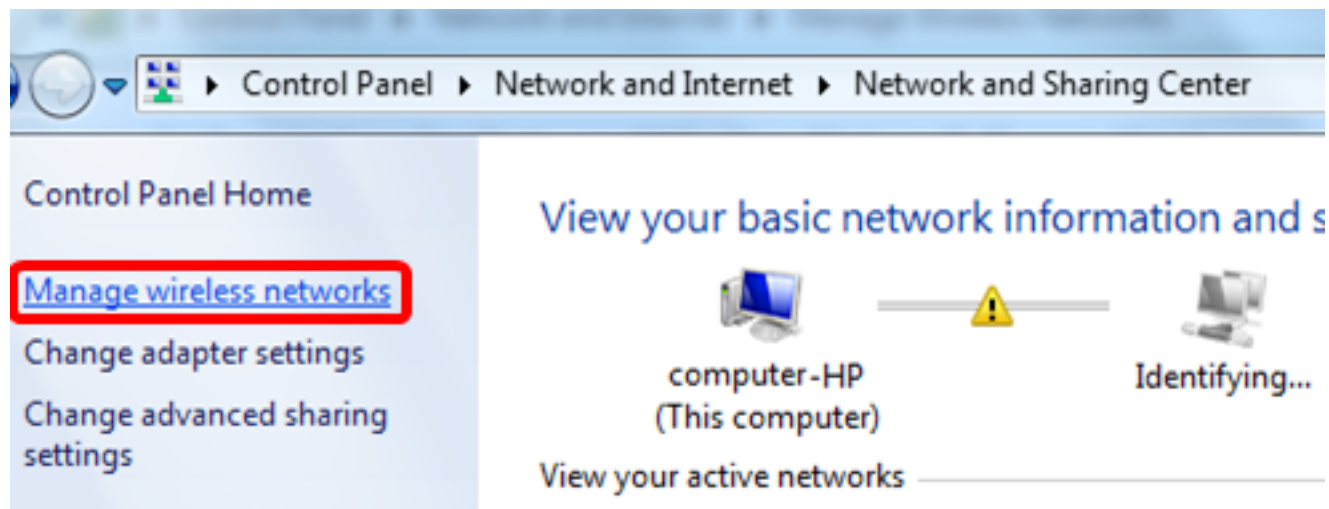 Control Panel ▸ Network and Internet ▸ Network and Sharing Center
Control Panel Home
Manage wireless networks
Change adapter settings
Change advanced sharing
settings
View your basic network information and s
computer-HP
(This computer)
Identifying...
View your active networks